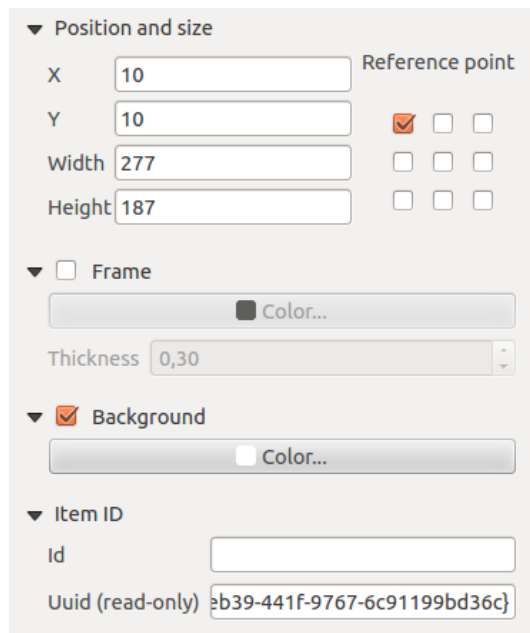 Position and size
Reference point
X 10
Y 10
Width 277
Height 187
Frame
Color...
Thickness 0,30
Background
Color...
Item ID
Id
Uuid (read-only) eb39-441f-9767-6c91199bd36c}